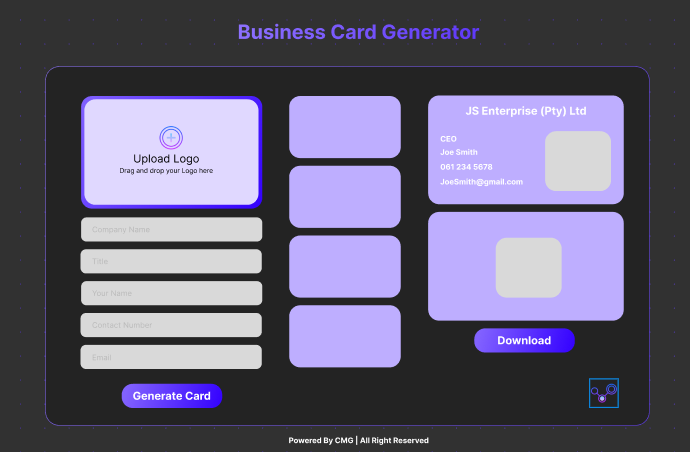 Business Card Generator
Upload Logo
Drag and drop your Logo here
Company Name
Title
Your Name
Contact Number
Email
Generate Card
JS Enterprise (Pty) Ltd
CEO
Joe Smith
061 234 5678
JoeSmith@gmail.com
Download
Powered By CMG | All Right Reserved